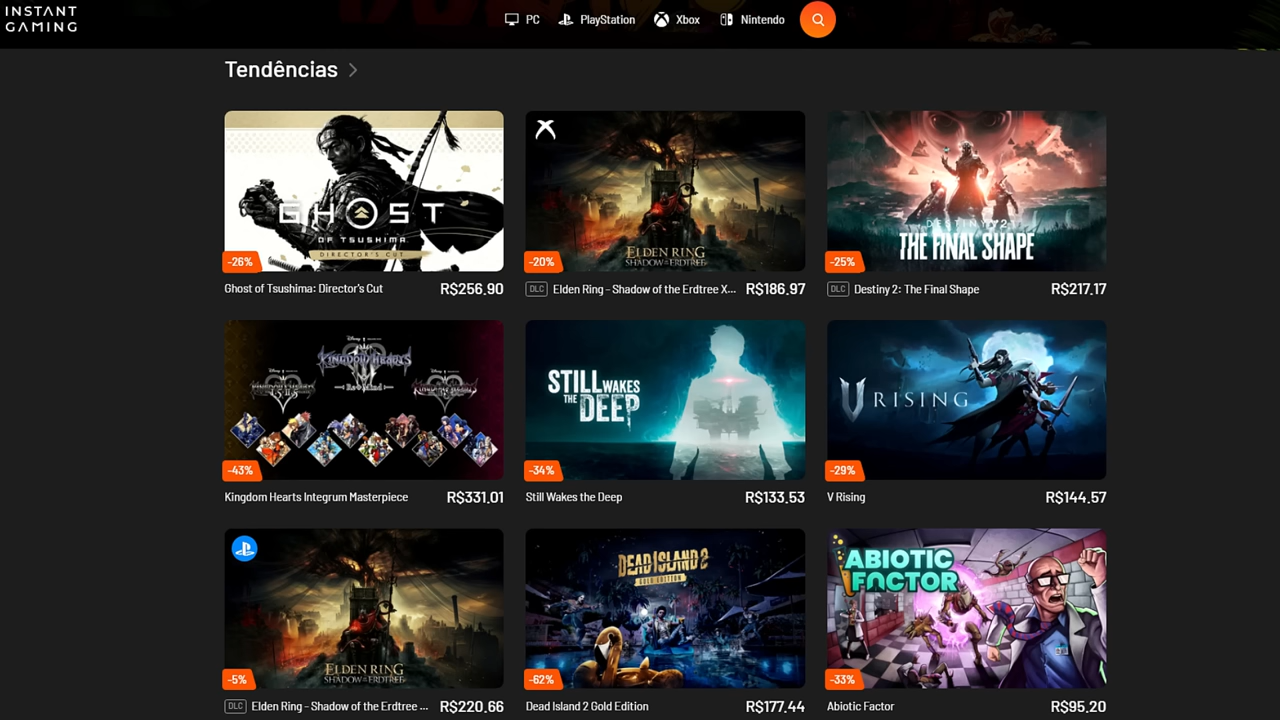 INSTANT
GAMING
PC
PlayStation
Xbox
Nintendo
Tendências
GHOST
OF TSUSHIMA
DIRECTOR'S CUT
-26%
Ghost of Tsushima: Director's Cut
R$256.90
ELDEN RING
SHADOW OF THE ERDTREE
-20%
DLC
Elden Ring - Shadow of the Erdtree X...
R$186.97
DESTINY 2
THE FINAL SHAPE
-25%
DLC
Destiny 2: The Final Shape
R$217.17
KINGDOM HEARTS
KINGDOM HEARTS
KINGDOM HEARTS
-43%
Kingdom Hearts Integrum Masterpiece
R$331.01
STILL WAKES
THE DEEP
-34%
Still Wakes the Deep
R$133.53
V RISING
-29%
V Rising
R$144.57
ELDEN RING
SHADOW OF THE ERDTREE
-5%
DLC
Elden Ring - Shadow of the Erdtree ...
R$220.66
DEAD ISLAND 2
GOLD EDITION
-62%
Dead Island 2 Gold Edition
R$177.44
ABIOTIC
FACTOR
-33%
Abiotic Factor
R$95.20